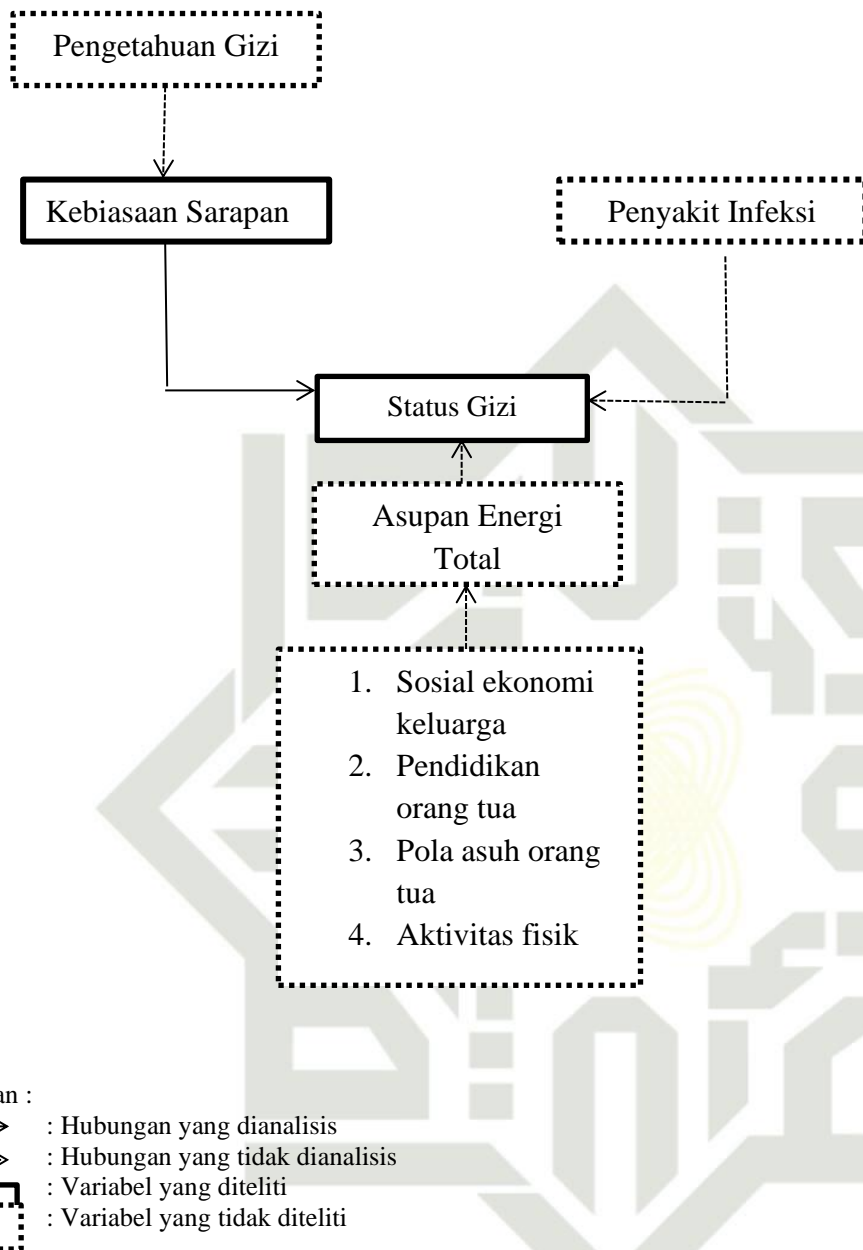 Pengetahuan Gizi
Kebiasaan Sarapan
Penyakit Infeksi
Status Gizi
Asupan Energi
Total
1. Sosial ekonomi
keluarga
2. Pendidikan
orang tua
3. Pola asuh orang
tua
4. Aktivitas fisik
an :
: Hubungan yang dianalisis
: Hubungan yang tidak dianalisis
: Variabel yang diteliti
: Variabel yang tidak diteliti